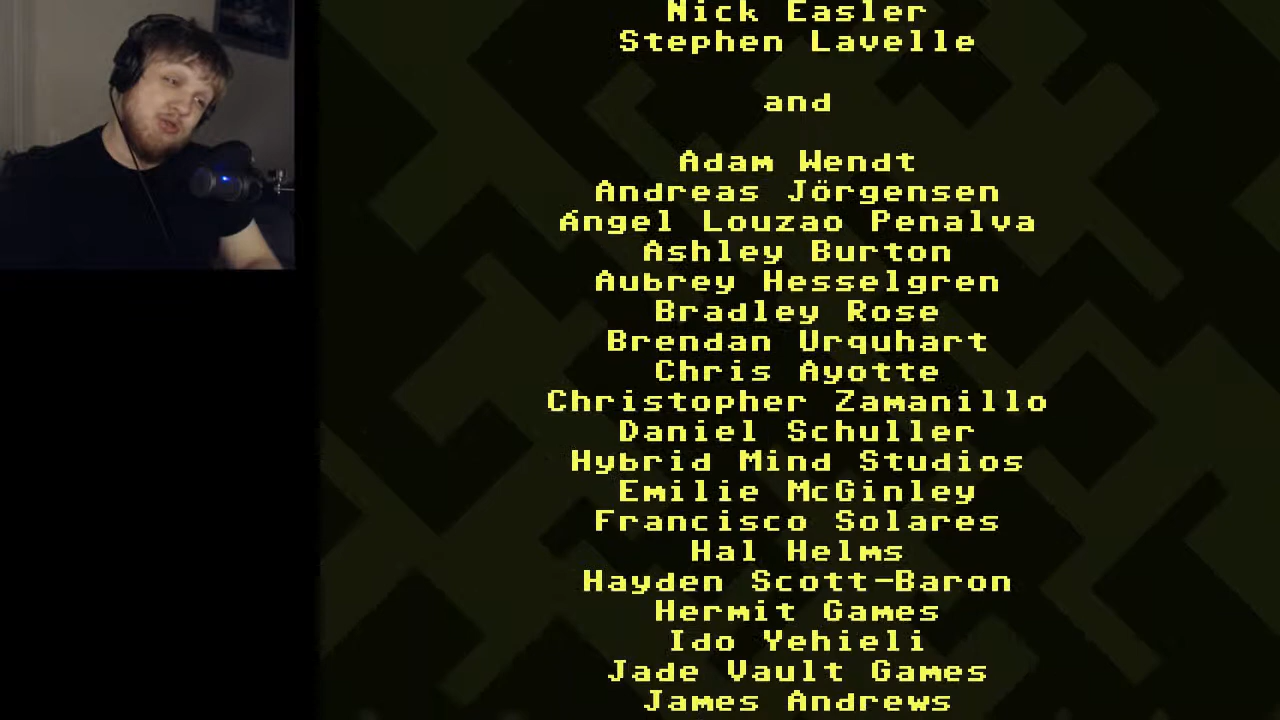 Nick Easler
Stephen Lavelle
and
Adam Wendt
Andreas Jörgensen
Ángel Louzao Penalva
Ashley Burton
Aubrey Hesselgren
Bradley Rose
Brendan Urquhart
Chris Ayotte
Christopher Zamanillo
Daniel Schuller
Hybrid Mind Studios
Emilie McGinley
Francisco Solares
Hal Helms
Hayden Scott-Baron
Hermit Games
Ido Yehieli
Jade Vault Games
James Andrews